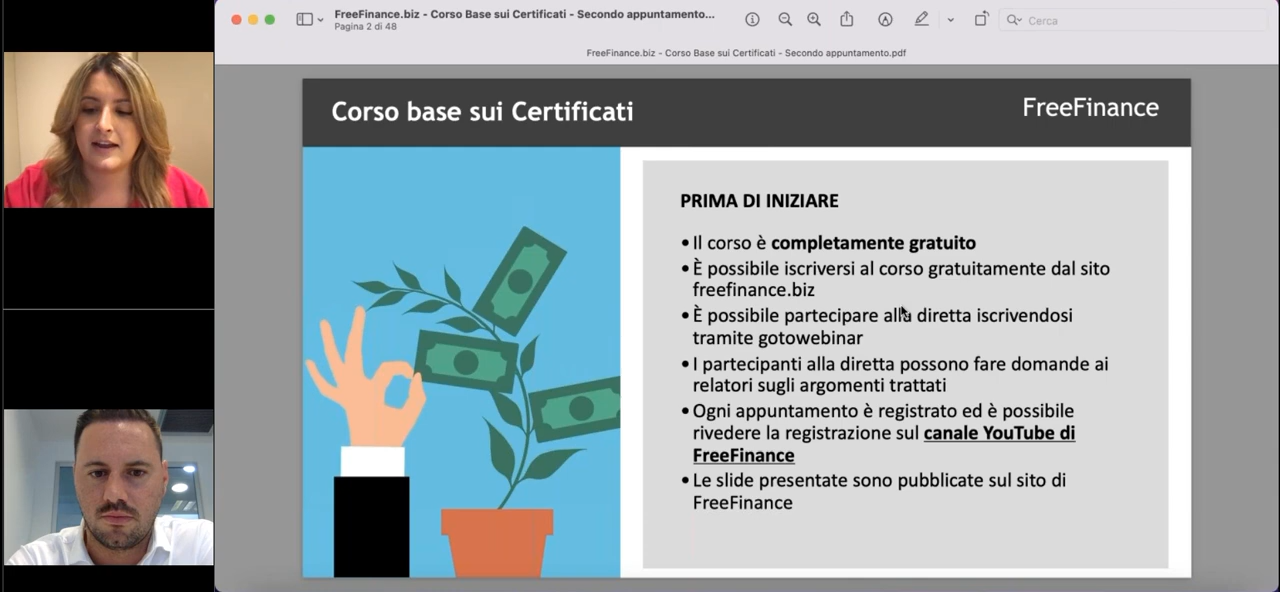 FreeFinance.biz - Corso Base sui Certificati - Secondo appuntamento...
Pagina 2 di 48
Cerca
FreeFinance.biz - Corso Base sui Certificati - Secondo appuntamento.pdf
Corso base sui Certificati
FreeFinance
PRIMA DI INIZIARE
• Il corso è completamente gratuito
• È possibile iscriversi al corso gratuitamente dal sito
freefinance.biz
• È possibile partecipare alla diretta iscrivendosi
tramite gotowebinar
• I partecipanti alla diretta possono fare domande ai
relatori sugli argomenti trattati
• Ogni appuntamento è registrato ed è possibile
rivedere la registrazione sul canale YouTube di
FreeFinance
• Le slide presentate sono pubblicate sul sito di
FreeFinance